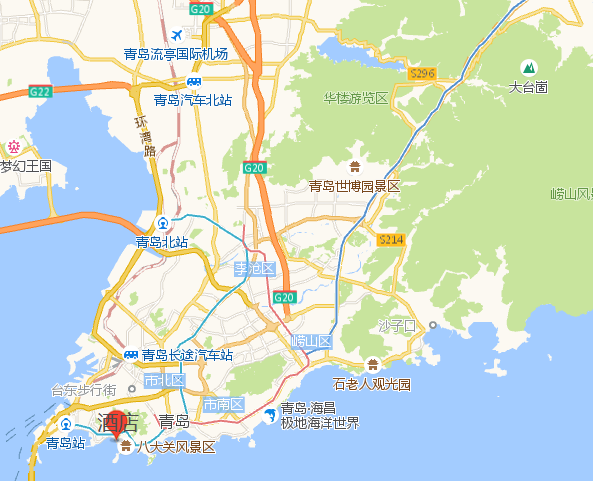 G20
青岛流亭国际机场
S296
大台崮
G22
青岛汽车北站
华楼游览区
环湾路
梦幻王国
G20
青岛世博园景区
崂山风
青岛北站
S214
李沧区
G20
沙子口
崂山区
青岛长途汽车站
石老人观光园
台东步行街
市北区
市南区
青岛·海昌
极地海洋世界
酒店
青岛
青岛站
八大关风景区